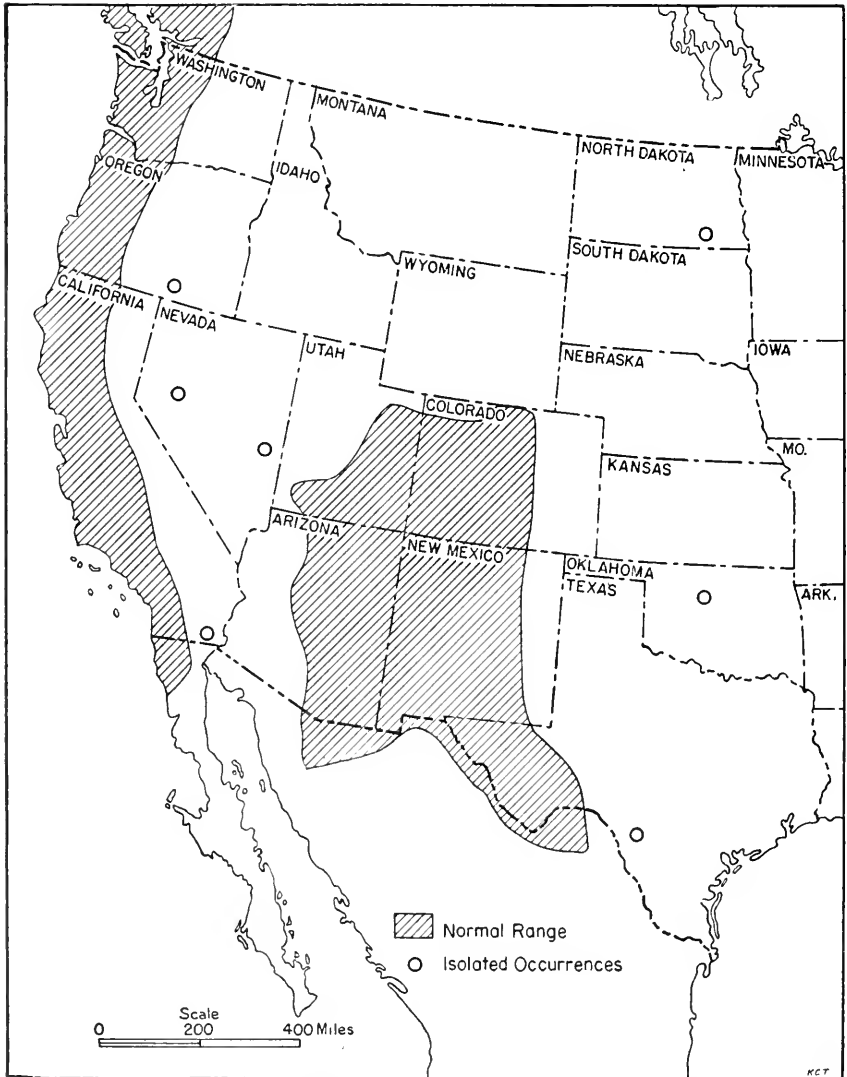 WASHINGTON
MONTANA
NORTH DAKOTA
MINNESOTA
OREGON
IDAHO
SOUTH DAKOTA
WYOMING
CALIFORNIA
NEVADA
UTAH
NEBRASKA
IOWA
COLORADO
MO.
KANSAS
ARIZONA
NEW MEXICO
OKLAHOMA
TEXAS
ARK.
Normal Range
Isolated Occurrences
Scale
0 200 400 Miles
KCT